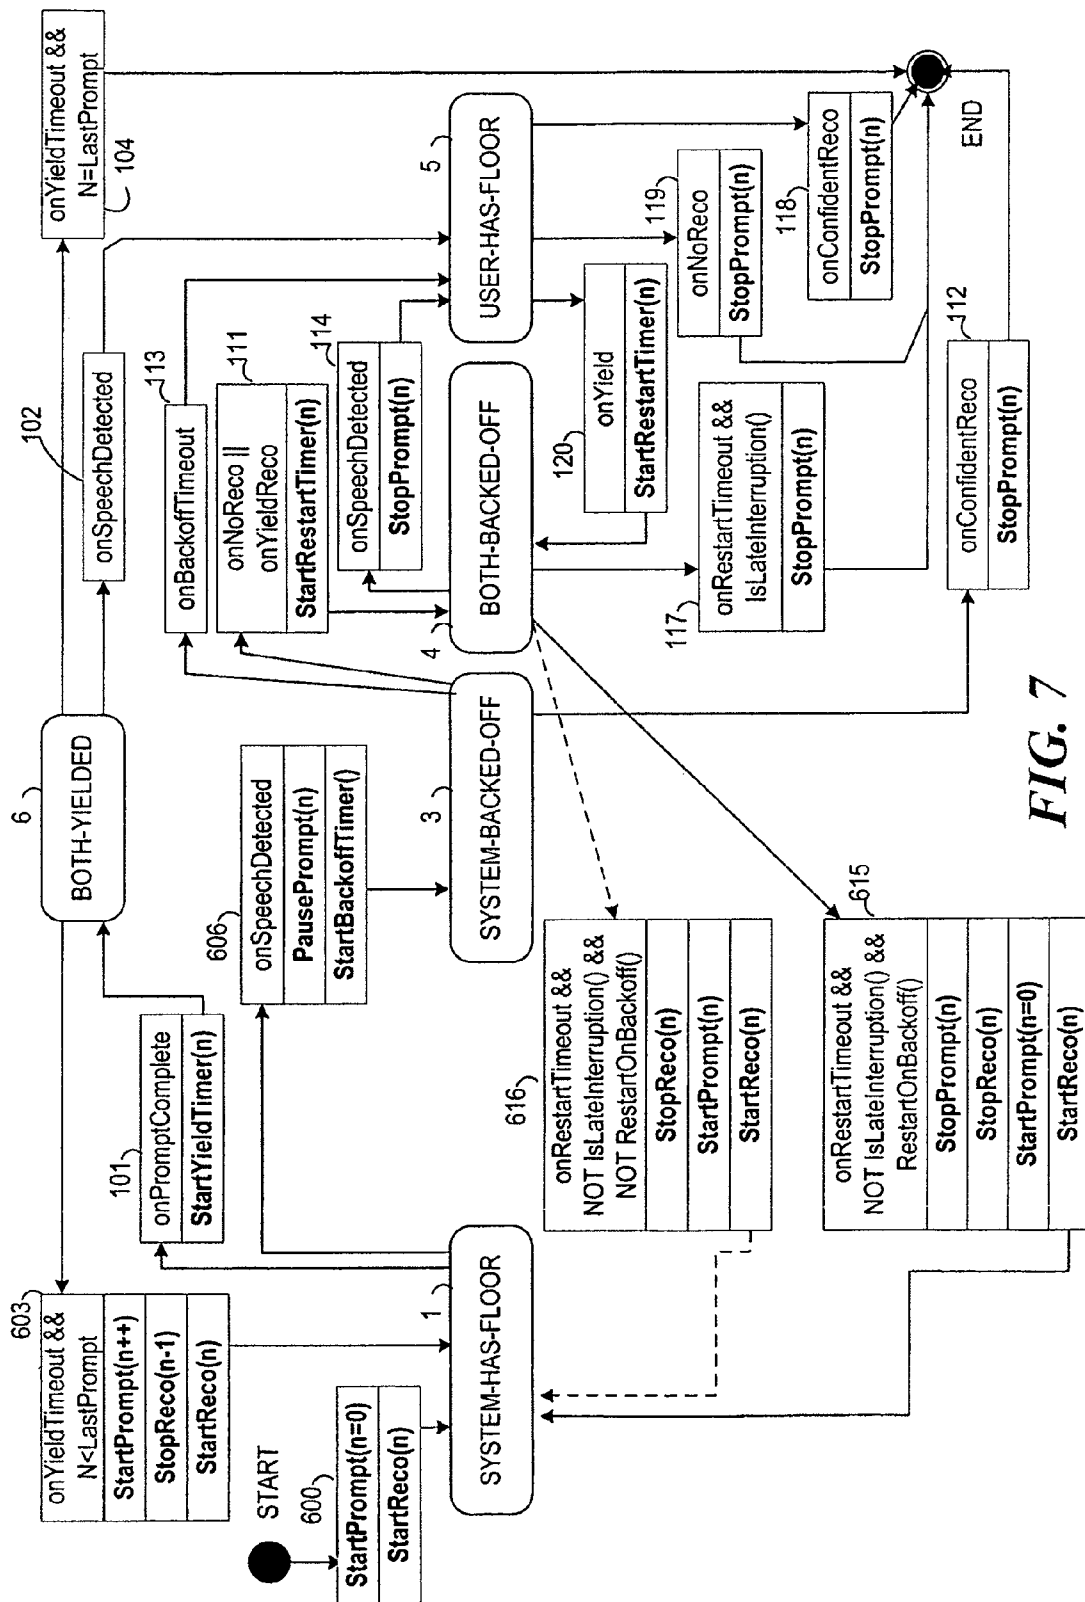 603
onYieldTimeout &&
N<LastPrompt
StartPrompt(n++)
StopReco(n-1)
StartReco(n)
START
600
StartPrompt(n=0)
StartReco(n)
101
onPromptComplete
StartYieldTimer(n)
6
BOTH-YIELDED
102
onSpeechDetected
104
onYieldTimeout &&
N=LastPrompt
606
onSpeechDetected
PausePrompt(n)
StartBackoffTimer()
113
onBackoffTimeout
111
onNoReco ||
onYieldReco
StartRestartTimer(n)
114
onSpeechDetected
StopPrompt(n)
1
SYSTEM-HAS-FLOOR
3
SYSTEM-BACKED-OFF
4
BOTH-BACKED-OFF
5
USER-HAS-FLOOR
616
onRestartTimeout &&
NOT IsLateInterruption() &&
NOT RestartOnBackoff()
StopReco(n)
StartPrompt(n)
StartReco(n)
120
onYield
StartRestartTimer(n)
119
onNoReco
StopPrompt(n)
117
onRestartTimeout &&
IsLateInterruption()
StopPrompt(n)
118
onConfidentReco
StopPrompt(n)
615
onRestartTimeout &&
NOT IsLateInterruption() &&
RestartOnBackoff()
StopPrompt(n)
StopReco(n)
StartPrompt(n=0)
StartReco(n)
112
onConfidentReco
StopPrompt(n)
END
FIG. 7